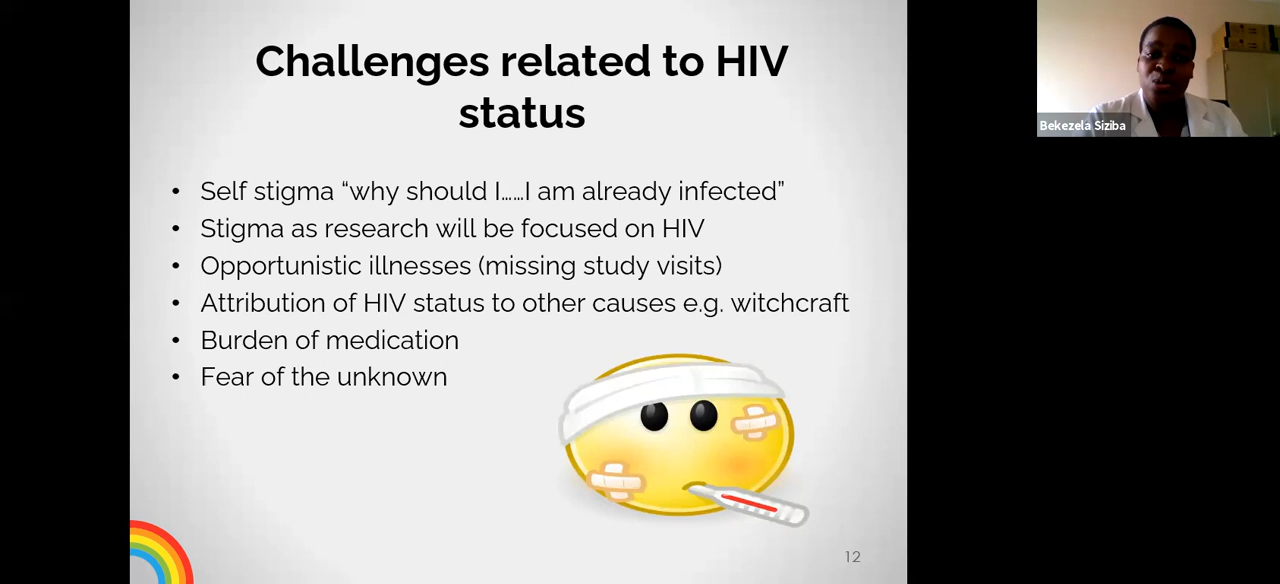 Challenges related to HIV
status
• Self stigma “why should I……I am already infected”
• Stigma as research will be focused on HIV
• Opportunistic illnesses (missing study visits)
• Attribution of HIV status to other causes e.g. witchcraft
• Burden of medication
• Fear of the unknown
12
Bekezela Siziba